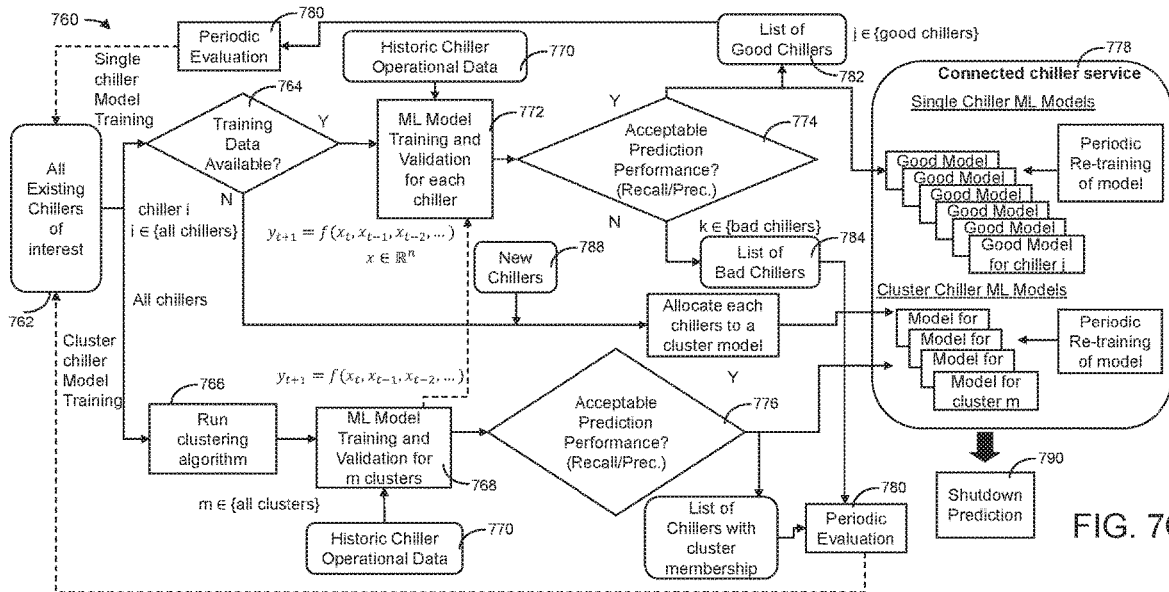 760
780
Periodic
Evaluation
Historic Chiller
Operational Data
770
List of
Good Chillers
782
j ∈ {good chillers}
778
Connected chiller service
Single Chiller ML Models
Single
chiller
Model
Training
764
Training
Data
Available?
Y
N
ML Model
Training and
Validation
for each
chiller
772
Y
Acceptable
Prediction
Performance?
(Recall/Prec.)
N
774
Good Model
Good Model
Good Model
Good Model
Good Model
for chiller j
Periodic
Re-training
of model
All
Existing
Chillers
of
interest
762
chiller i
i ∈ {all chillers}
All chillers
y_{t+1} = f(x_t, x_{t-1}, x_{t-2}, ...)
x ∈ ℝⁿ
New
Chillers
788
k ∈ {bad chillers}
List of
Bad Chillers
784
Allocate each
chillers to a
cluster model
Cluster Chiller ML Models
Model for
Model for
Model for
Model for
cluster m
Periodic
Re-training
of model
Cluster
chiller
Model
Training
766
Run
clustering
algorithm
y_{t+1} = f(x_t, x_{t-1}, x_{t-2}, ...)
ML Model
Training and
Validation for
m clusters
768
m ∈ {all clusters}
Historic Chiller
Operational Data
770
Acceptable
Prediction
Performance?
(Recall/Prec.)
Y
776
List of
Chillers with
cluster
membership
780
Periodic
Evaluation
790
Shutdown
Prediction